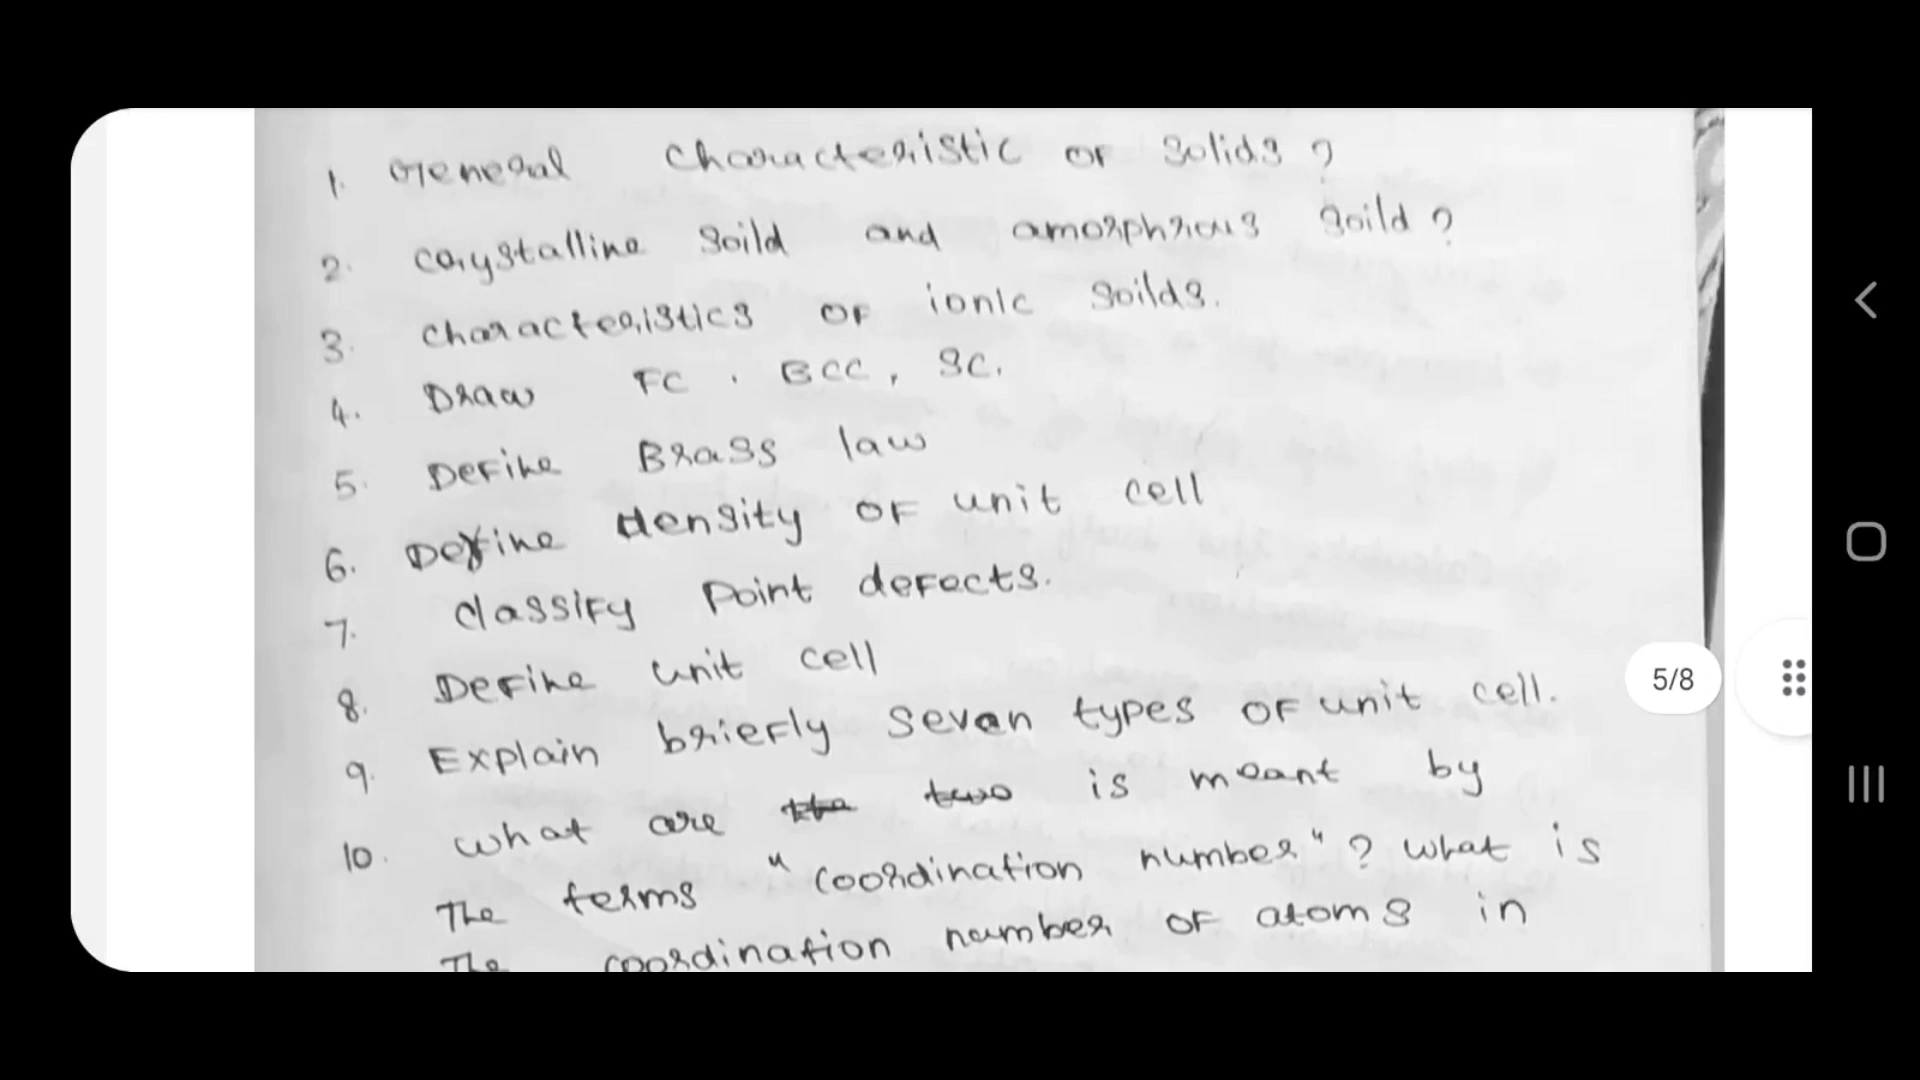 1. General characteristic of solids?
2. crystalline soild and amorphrous soild?
3. characteristics of ionic soilds.
4. Draw FC . BCC, SC.
5. Define Brass law
6. Define density of unit cell
7. classify point defects.
8. Define unit cell
9. Explain briefly seven types of unit cell.
10. what are the two is meant by
The terms "coordination number"? what is
The coordination number of atoms in
5/8